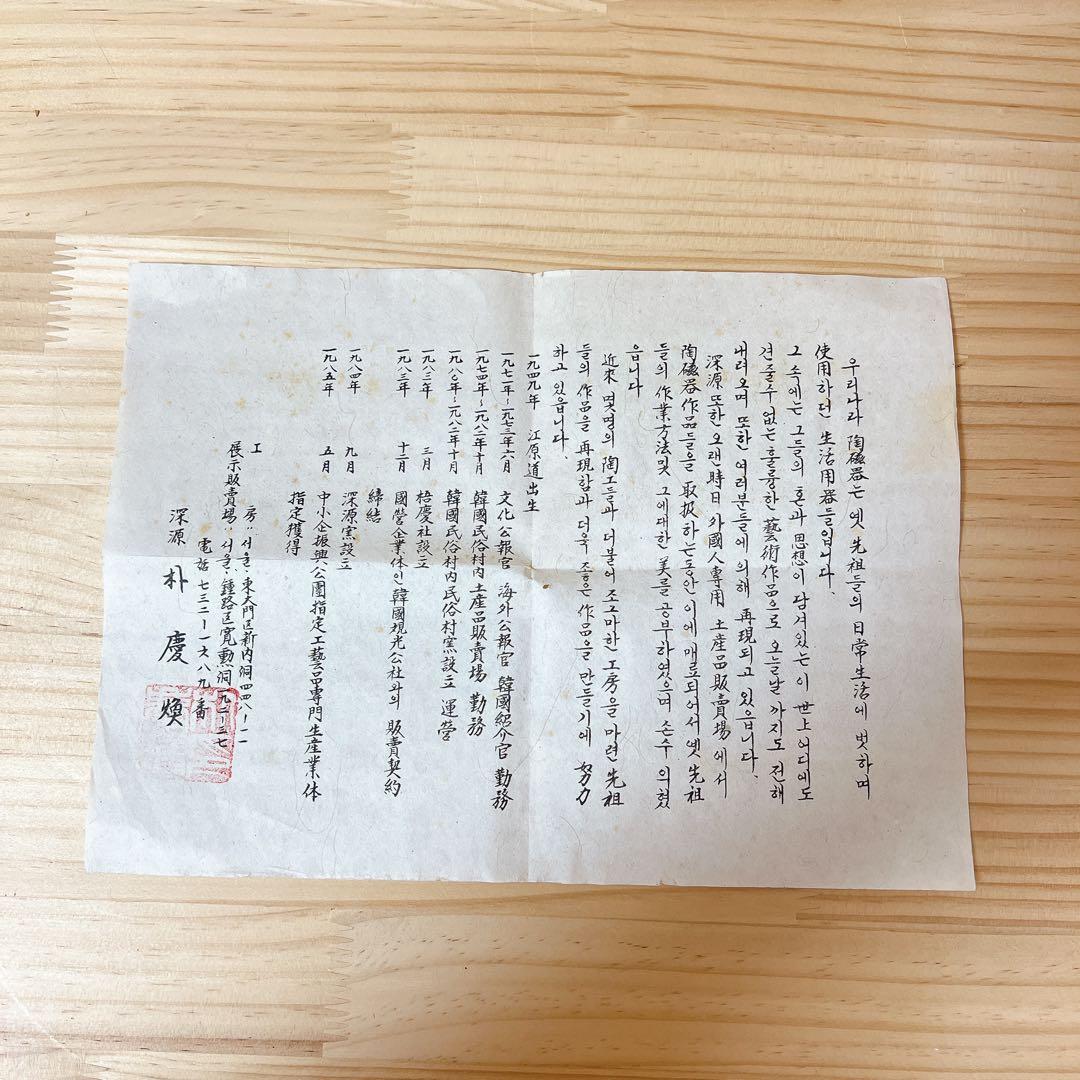 우리나라 陶磁器는 옛 先祖들의 日常生活에 벗하며
使用하던 生活用器들입니다.
그 속에는 그들의 혼과 思想이 담겨있는 이 世上어디에도
견줄수 없는 훌륭한 藝術作品으로 오늘날 까지도 전해
내려오며 또한 여러분들에 의해 再現되고 있읍니다.
深源 또한 오랜 時日 外國人專用 土産品販賣場에서
陶磁器作品들을 取扱하는동안 이에 매료되어서 옛 先祖
들의 作業方法및 그에대한 美를 공부하였으며 손수 의혔
읍니다
近來 몇명의 陶工들과 더불어 조그마한 工房을 마련 先祖
들의 作品을 再現함과 더욱 좋은 作品을 만들기에 努力
하고 있읍니다.
一九四九年 江原道出生
一九七一年~一九七三年六月 文化公報官 海外公報官 韓國紹介官 勤務
一九七四年~一九八二年十月 韓國民俗村內 土産品販賣場 勤務
一九八〇年~一九八二年十月 韓國民俗村內民俗村窯設立 運營
一九八三年 三月 梧慶社設立
一九八三年 十二月 國營企業体인 韓國観光公社와의 販賣契約
締結
一九八四年 九月 深源窯設立
一九八五年 五月 中小企振興公團指定工藝品專門生産業体
指定獲得
工 房：서울、東大門区新內洞四四八ー二一
展示販賣場：서울、鍾路区寬勳洞一九二ー三七
電話 七三二ー一六八九番
深源 朴慶煥